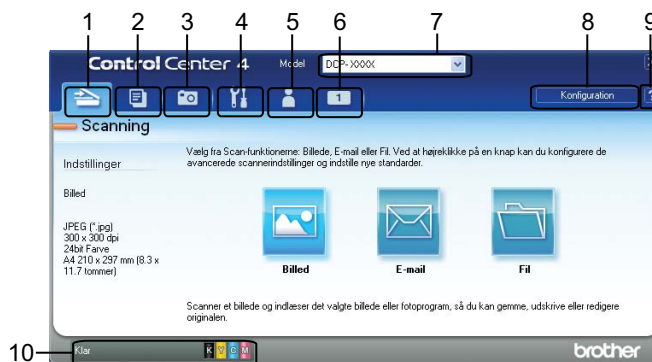 1 2 3 4 5 6 7 8 9
Control Center 4 Model DCP-XXXX
1 Konfiguration ?
Scanning
Indstillinger
Vælg fra Scan-funktionerne: Billede, E-mail eller Fil. Ved at højreklikke på en knap kan du konfigurere de
avancerede scannerindstillinger og indstille nye standarder.
Billed
JPEG (*.jpg)
300 x 300 dpi
24bit Farve
A4 210 x 297 mm (8.3 x
11.7 tommer)
Billed E-mail Fil
Scanner et billede og indlæser det valgte billede eller fotoprogram, så du kan gemme, udskrive eller redigere
originalen.
10 Klar K Y C M brother